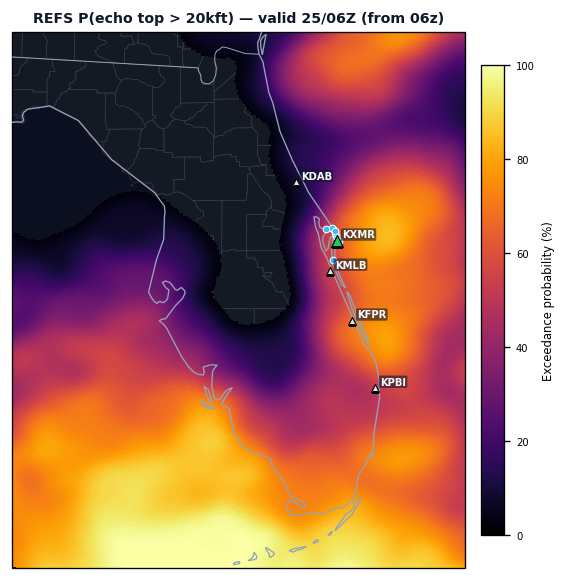 REFS P(echo top > 20kft) — valid 25/06Z (from 06z)
KDAB
KXMR
KMLB
KFPR
KPBI
100
80
60
40
20
0
Exceedance probability (%)